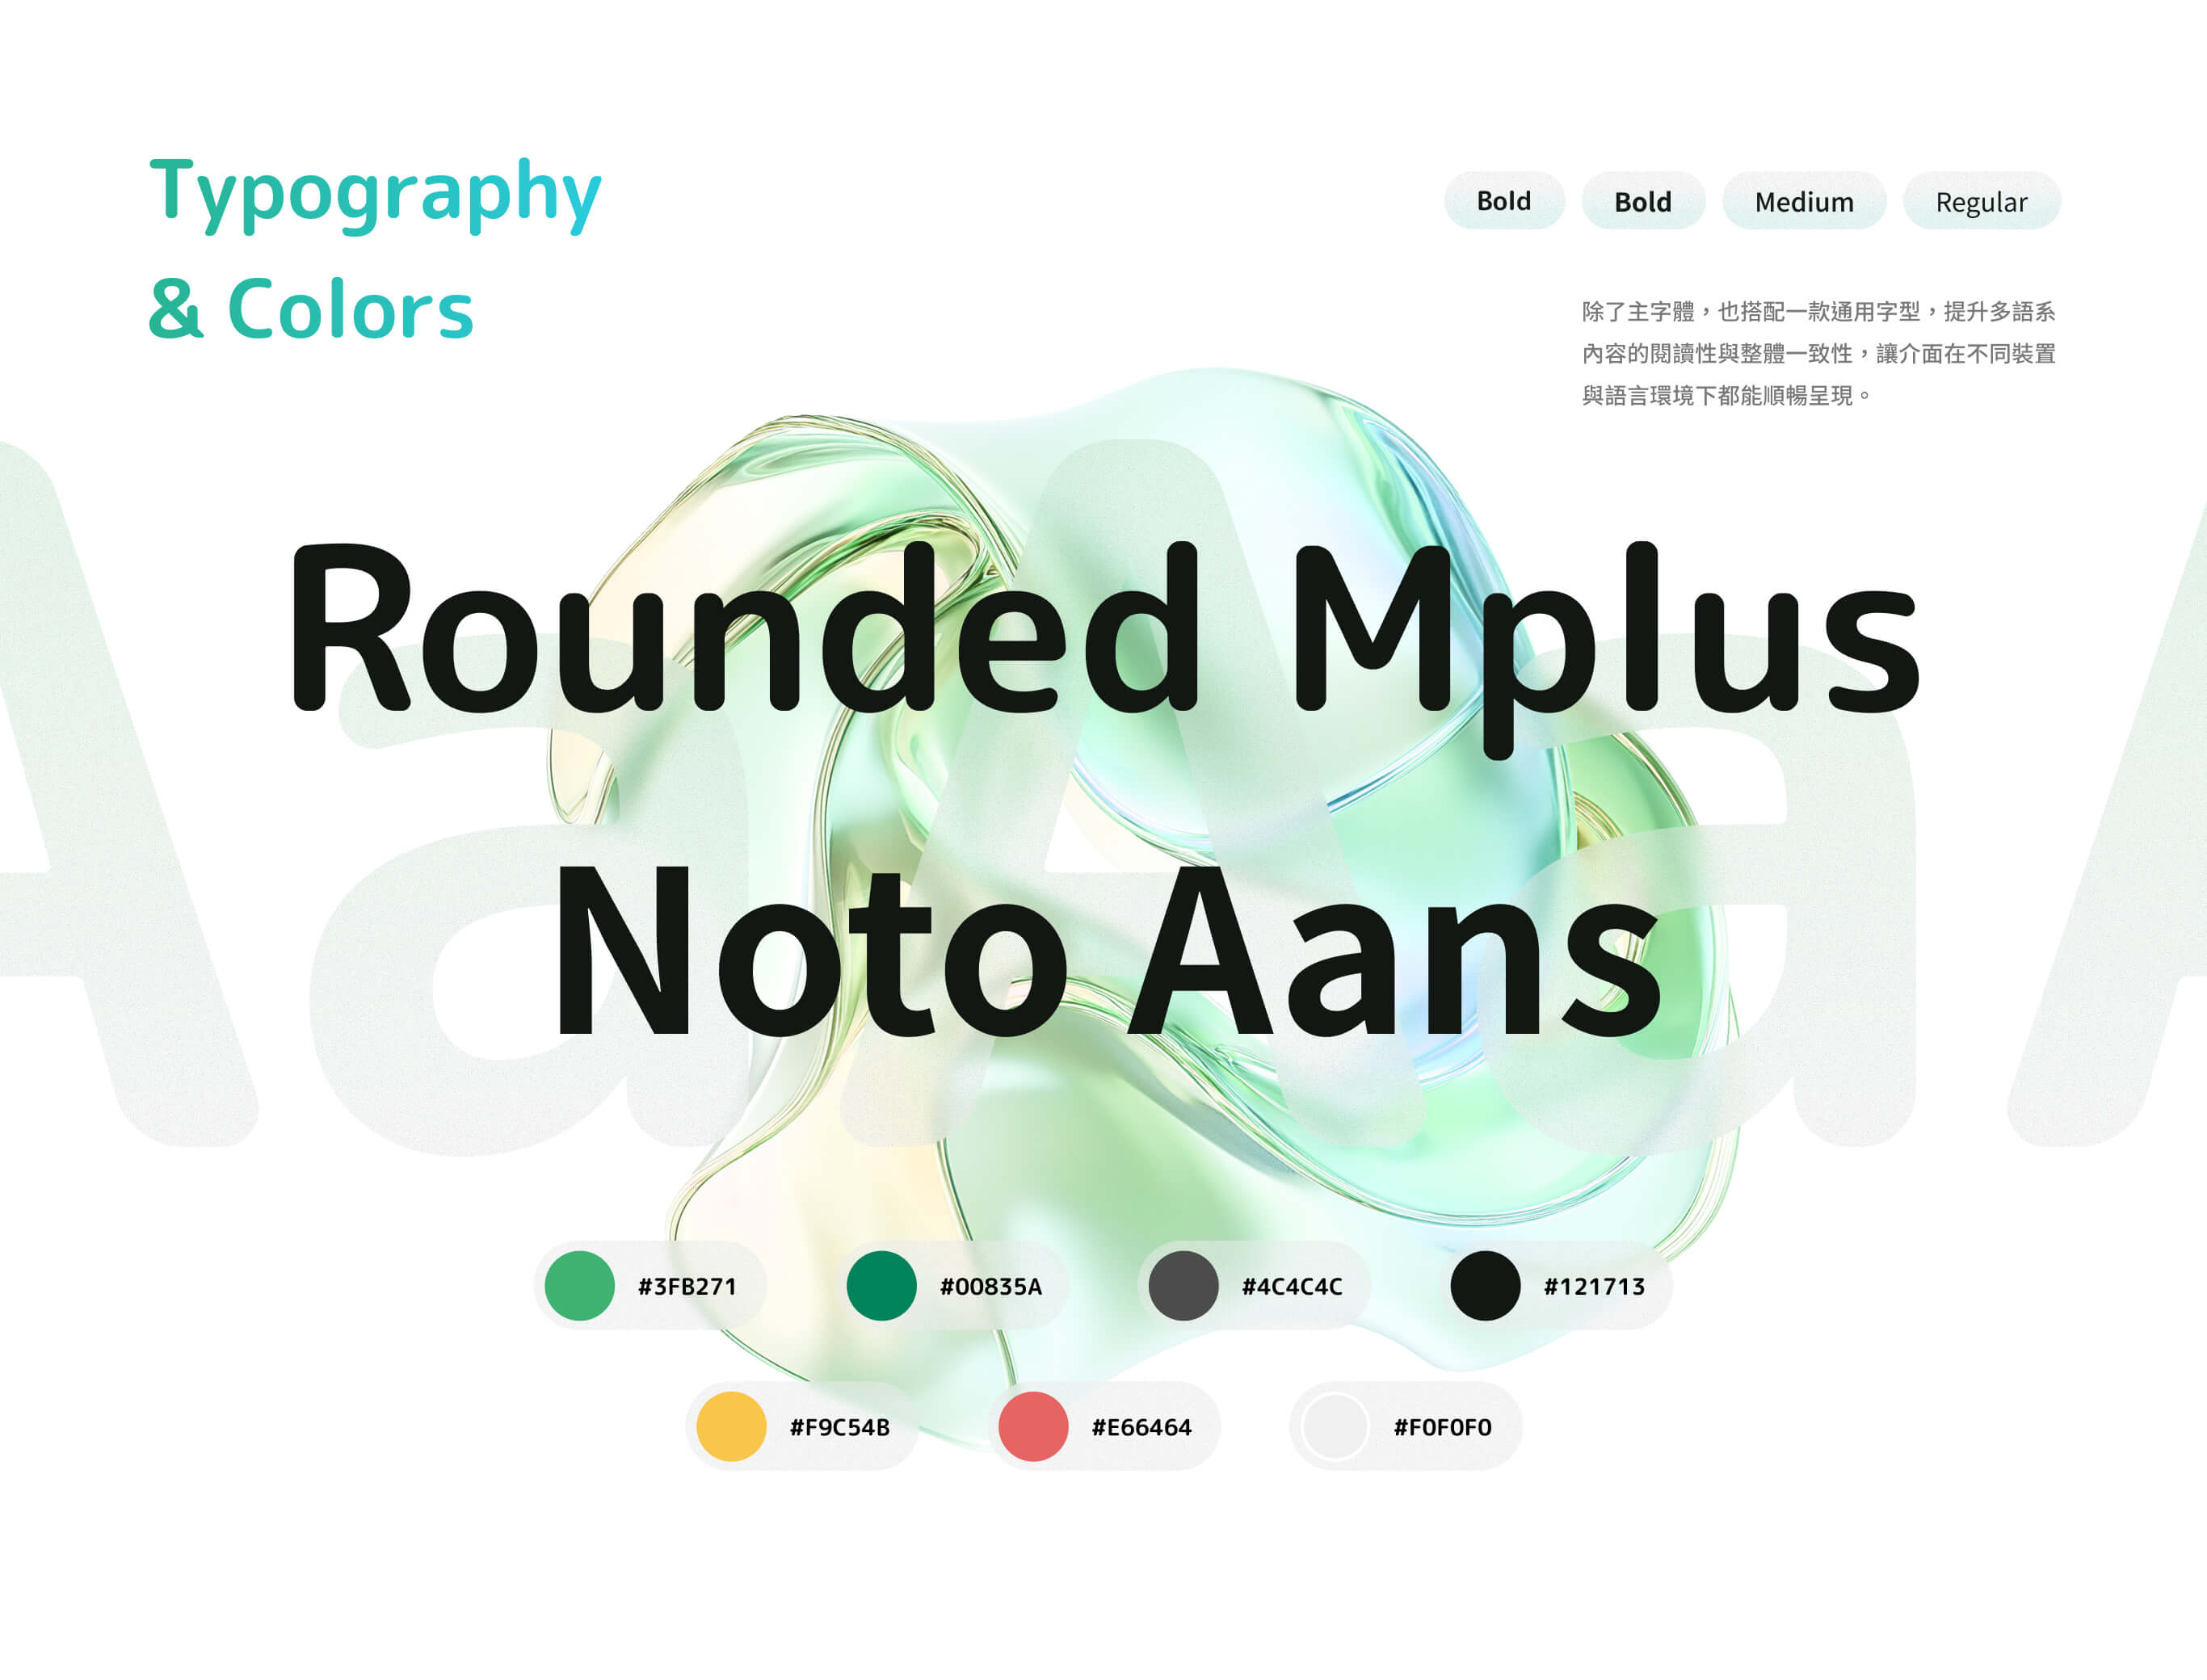 Typography
& Colors
Bold
Bold
Medium
Regular
除了主字體，也搭配一款通用字型，提升多語系
內容的閱讀性與整體一致性，讓介面在不同裝置
與語言環境下都能順暢呈現。
AaAaA
Rounded Mplus
Noto Aans
#3FB271
#00835A
#4C4C4C
#121713
#F9C54B
#E66464
#F0F0F0